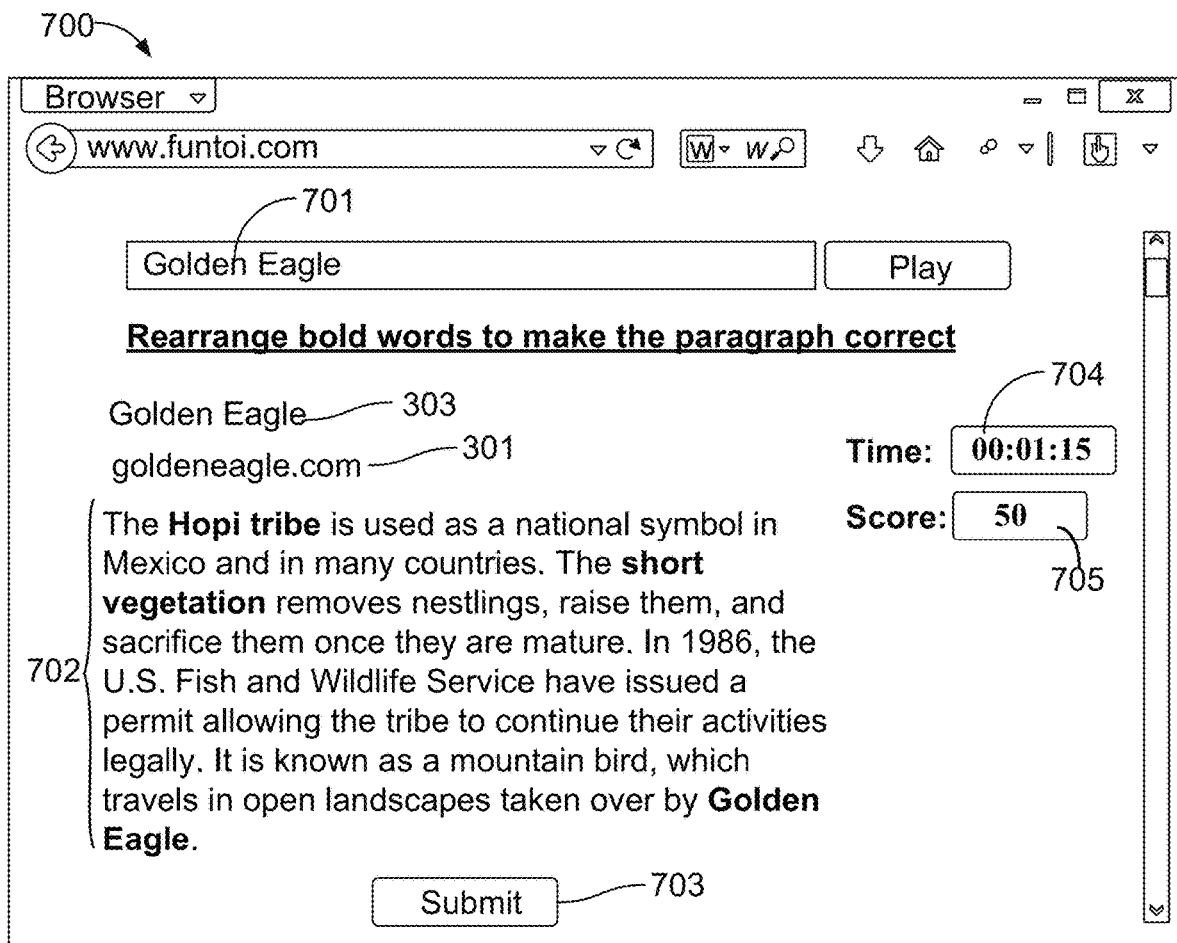 700
Browser
www.funtoi.com
W W
701
Golden Eagle Play
Rearrange bold words to make the paragraph correct
704
Golden Eagle 303
Time: 00:01:15
goldeneagle.com 301
Score: 50
705
702
The Hopi tribe is used as a national symbol in
Mexico and in many countries. The short
vegetation removes nestlings, raise them, and
sacrifice them once they are mature. In 1986, the
U.S. Fish and Wildlife Service have issued a
permit allowing the tribe to continue their activities
legally. It is known as a mountain bird, which
travels in open landscapes taken over by Golden
Eagle.
Submit 703